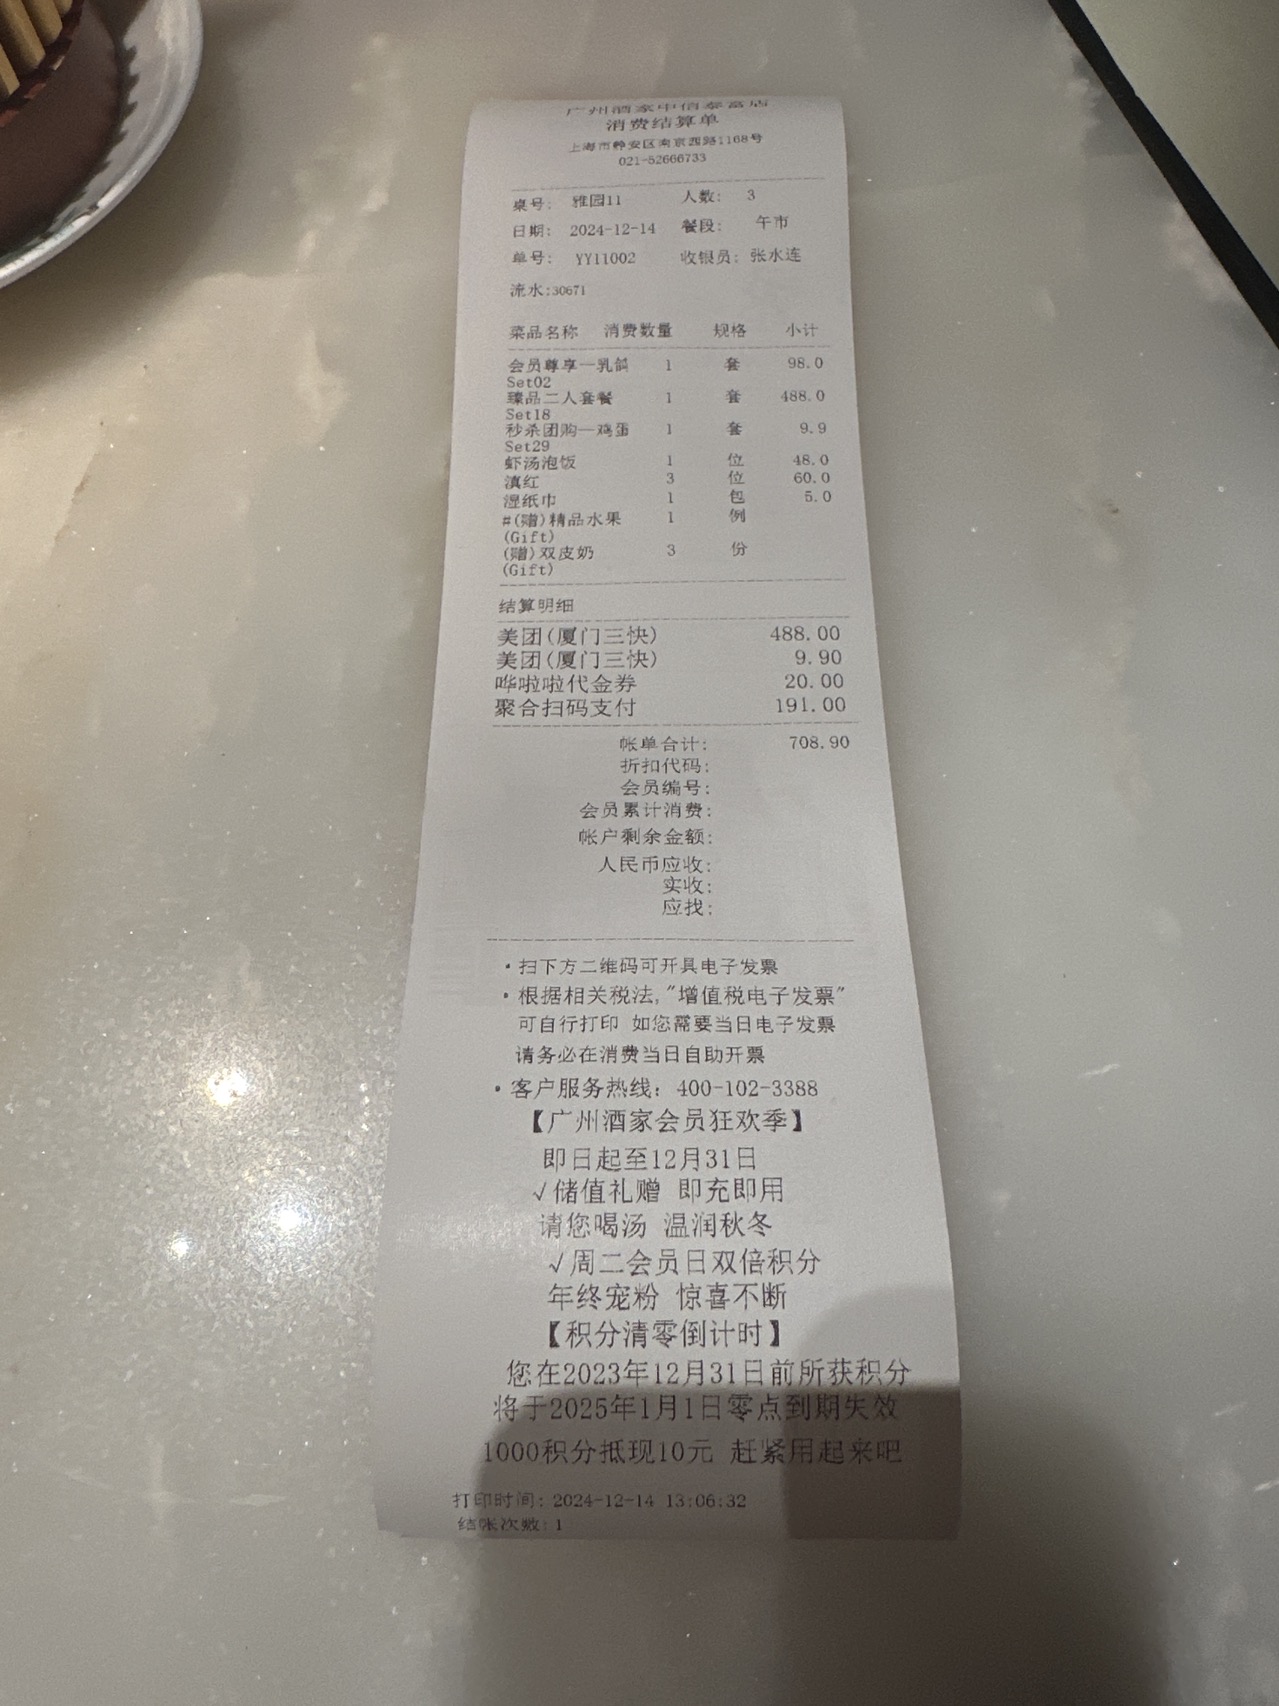 广州酒家中信泰富店
消费结算单
上海市静安区南京西路1168号
021-52666733
桌号: 雅园11 人数: 3
日期: 2024-12-14 餐段: 午市
单号: YY11002 收银员: 张水连
流水:30671
菜品名称 消费数量 规格 小计
会员尊享—乳鸽 1 套 98.0
Set02
臻品二人套餐 1 套 488.0
Set18
秒杀团购—鸡蛋 1 套 9.9
Set29
虾汤泡饭 1 位 48.0
滇红 3 位 60.0
湿纸巾 1 包 5.0
#(赠)精品水果 1 例
(Gift)
(赠)双皮奶 3 份
(Gift)
结算明细
美团(厦门三快) 488.00
美团(厦门三快) 9.90
哗啦啦代金券 20.00
聚合扫码支付 191.00
帐单合计: 708.90
折扣代码:
会员编号:
会员累计消费:
帐户剩余金额:
人民币应收:
实收:
应找:
·扫下方二维码可开具电子发票
·根据相关税法,"增值税电子发票"
可自行打印 如您需要当日电子发票
请务必在消费当日自助开票
·客户服务热线: 400-102-3388
【广州酒家会员狂欢季】
即日起至12月31日
√储值礼赠 即充即用
请您喝汤 温润秋冬
√周二会员日双倍积分
年终宠粉 惊喜不断
【积分清零倒计时】
您在2023年12月31日前所获积分
将于2025年1月1日零点到期失效
1000积分抵现10元 赶紧用起来吧
打印时间: 2024-12-14 13:06:32
结帐次数: 1